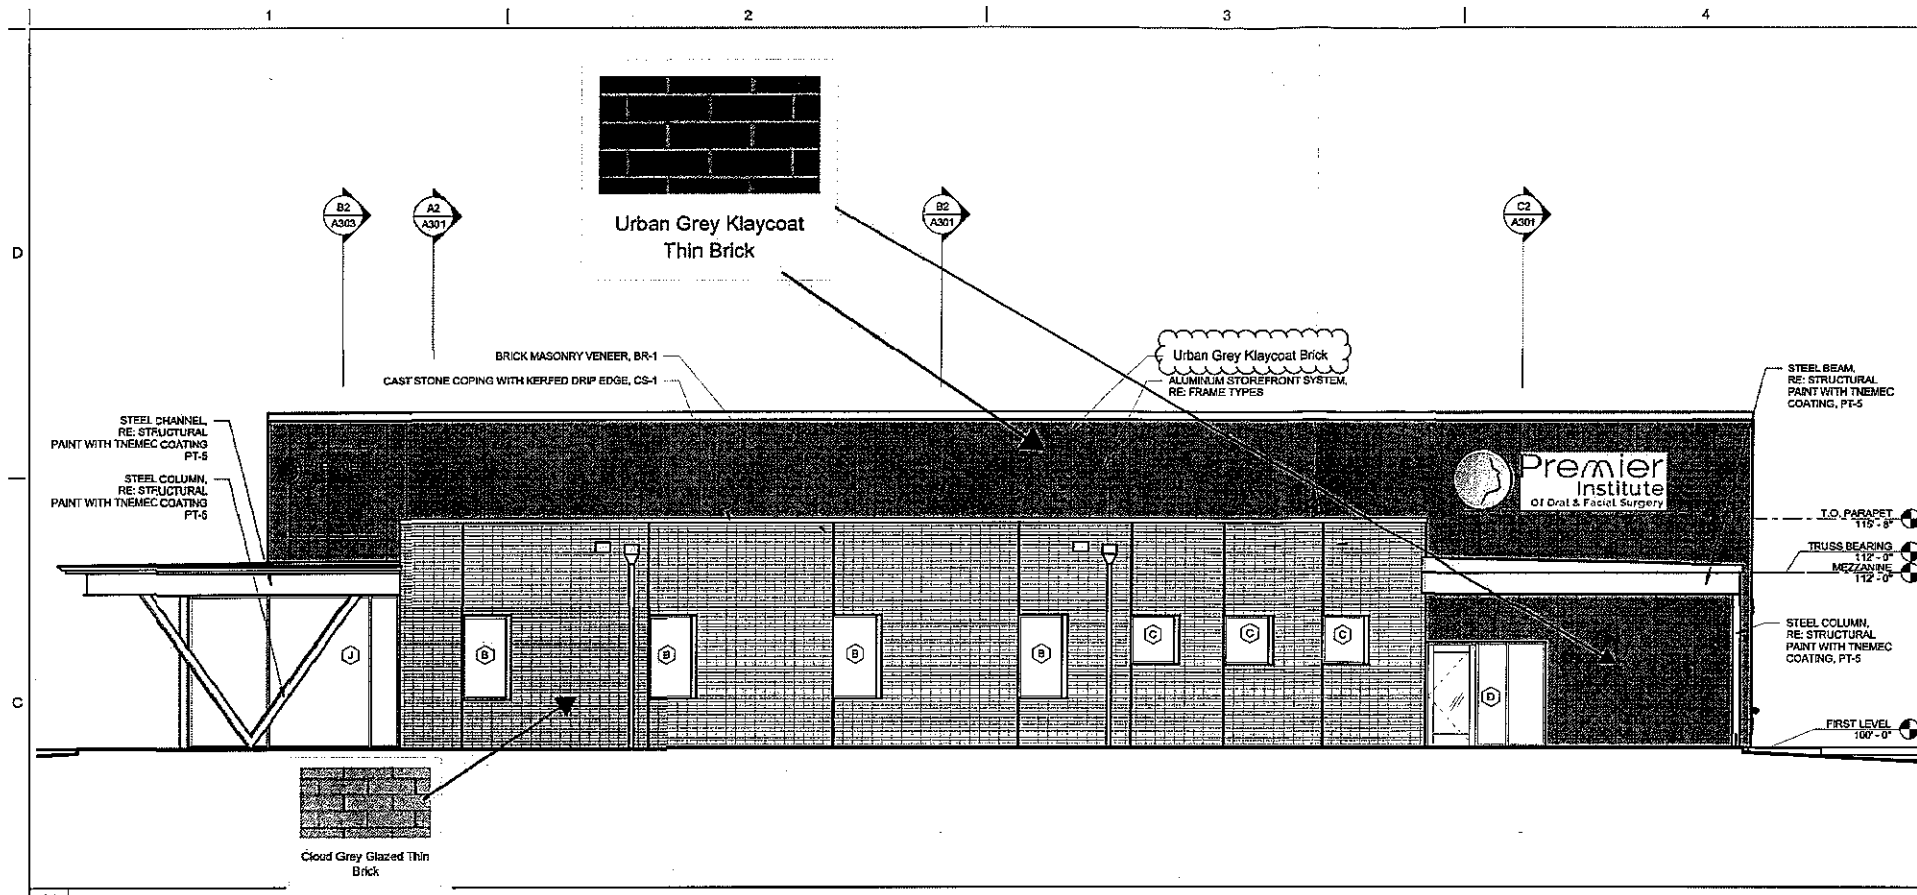 1
2
3
4
D
C
Urban Grey Klaycoat
Thin Brick
B2
A303
A2
A301
B2
A301
C2
A301
BRICK MASONRY VENEER, BR-1
CAST STONE COPING WITH KERFED DRIP EDGE, CS-1
Urban Grey Klaycoat Brick
ALUMINUM STOREFRONT SYSTEM,
RE: FRAME TYPES
STEEL BEAM,
RE: STRUCTURAL
PAINT WITH TNEMEC
COATING, PT-5
STEEL CHANNEL,
RE: STRUCTURAL
PAINT WITH TNEMEC COATING
PT-5
STEEL COLUMN,
RE: STRUCTURAL
PAINT WITH TNEMEC COATING
PT-5
Premier
Institute
Of Oral & Facial Surgery
T.O. PARAPET
115' - 8"
TRUSS BEARING
112' - 0"
MEZZANINE
112' - 0"
STEEL COLUMN,
RE: STRUCTURAL
PAINT WITH TNEMEC
COATING, PT-5
J
B
B
B
B
C
C
C
D
FIRST LEVEL
100' - 0"
Cloud Grey Glazed Thin
Brick